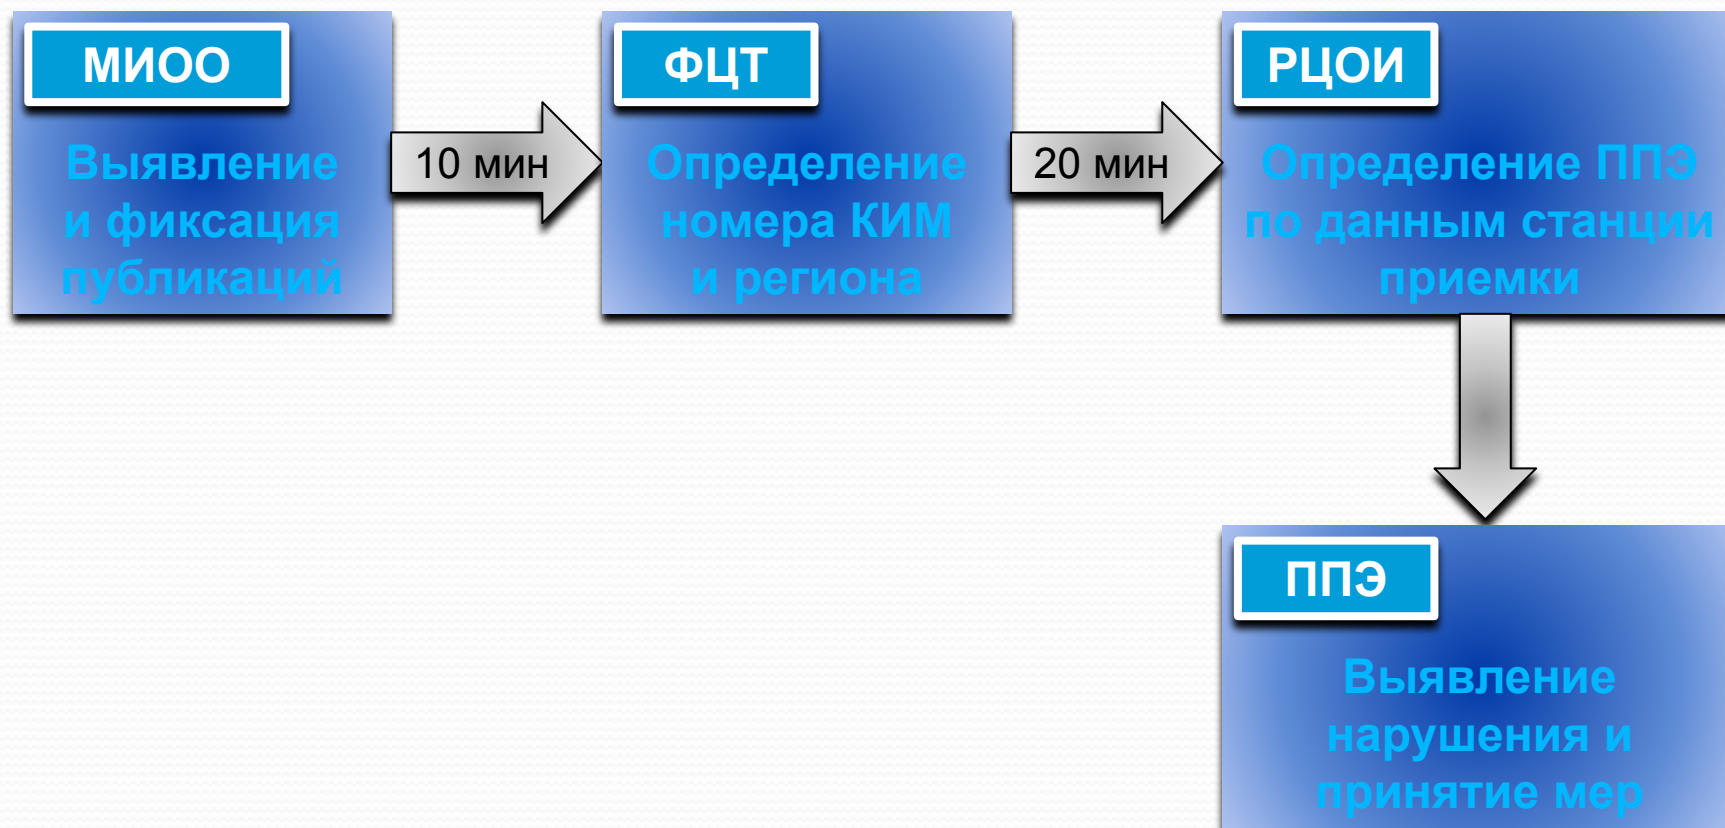 МИОО
Выявление
и фиксация
публикаций
10 мин
ФЦТ
Определение
номера КИМ
и региона
20 мин
РЦОИ
Определение ППЭ
по данным станции
приемки
ППЭ
Выявление
нарушения и
принятие мер